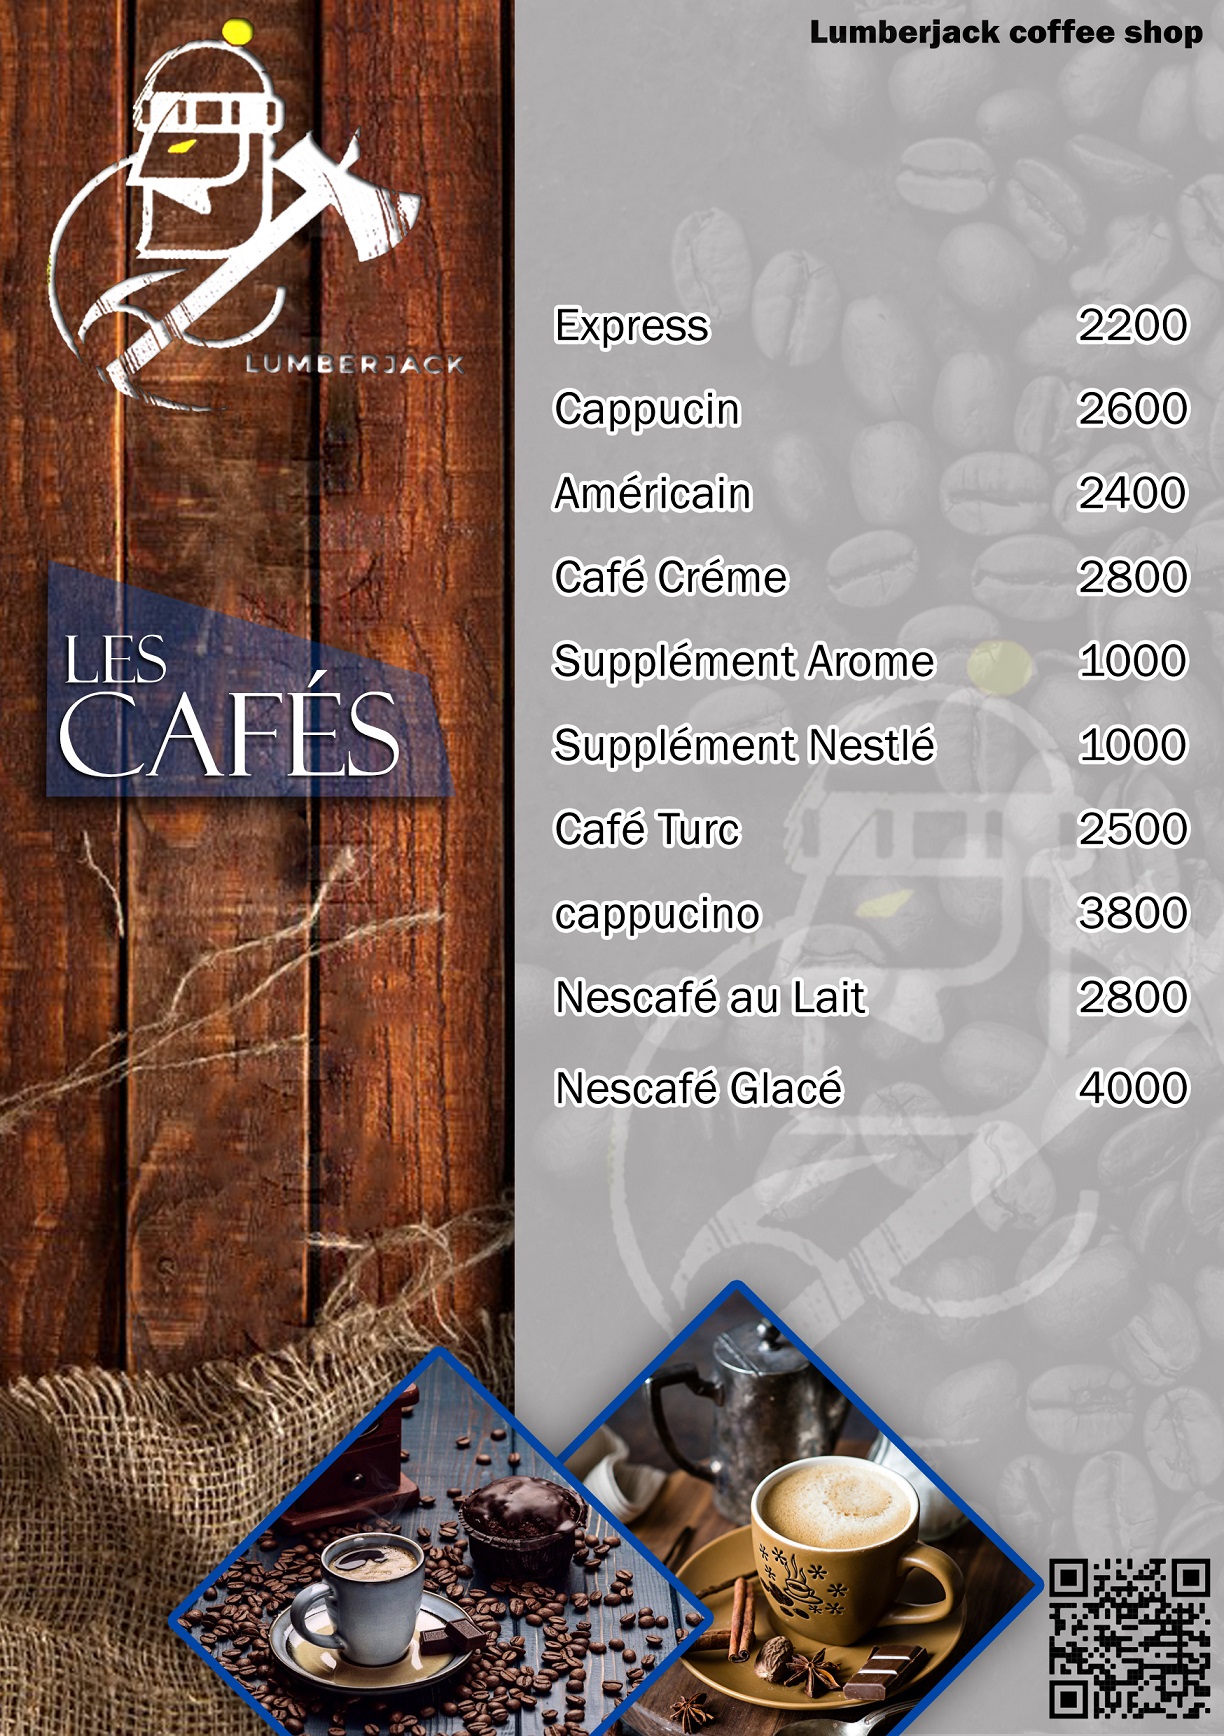 Lumberjack coffee shop
LUMBERJACK
LES
CAFÉS
Express 2200
Cappucin 2600
Américain 2400
Café Créme 2800
Supplément Arome 1000
Supplément Nestlé 1000
Café Turc 2500
cappucino 3800
Nescafé au Lait 2800
Nescafé Glacé 4000